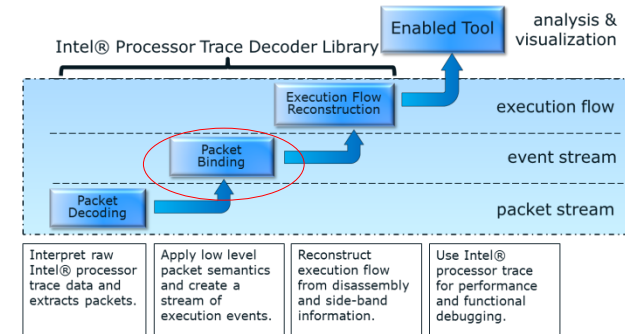 Enabled Tool
analysis &
visualization
Intel® Processor Trace Decoder Library
Execution Flow
Reconstruction
execution flow
Packet
Binding
event stream
Packet
Decoding
packet stream
Interpret raw
Intel® processor
trace data and
extracts packets.
Apply low level
packet semantics
and create a
stream of
execution events.
Reconstruct
execution flow
from disassembly
and side-band
information.
Use Intel®
processor trace
for performance
and functional
debugging.